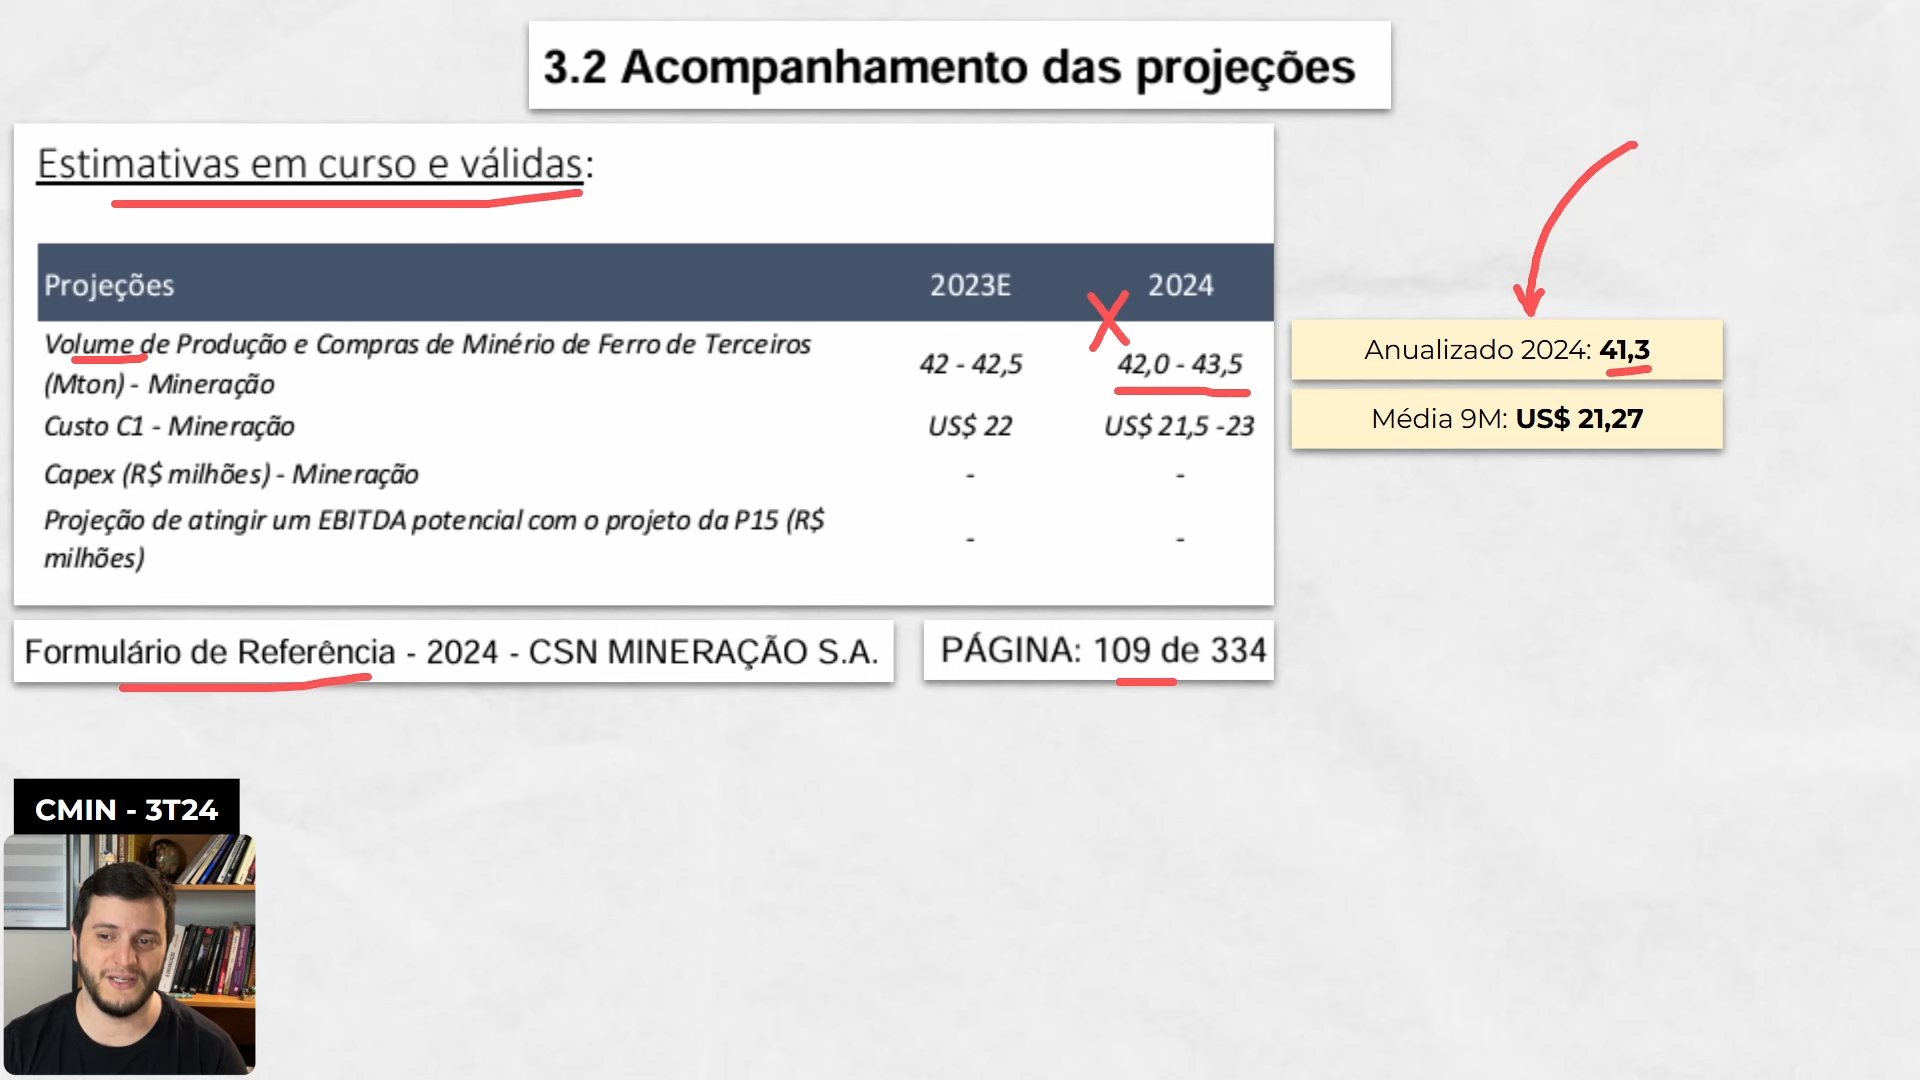 3.2 Acompanhamento das projeções
Estimativas em curso e válidas:
Projeções 2023E 2024
Volume de Produção e Compras de Minério de Ferro de Terceiros
(Mton) - Mineração 42 - 42,5 42,0 - 43,5
Custo C1 - Mineração US$ 22 US$ 21,5 -23
Capex (R$ milhões) - Mineração - -
Projeção de atingir um EBITDA potencial com o projeto da P15 (R$
milhões) - -
Anualizado 2024: 41,3
Média 9M: US$ 21,27
Formulário de Referência - 2024 - CSN MINERAÇÃO S.A.
PÁGINA: 109 de 334
CMIN - 3T24